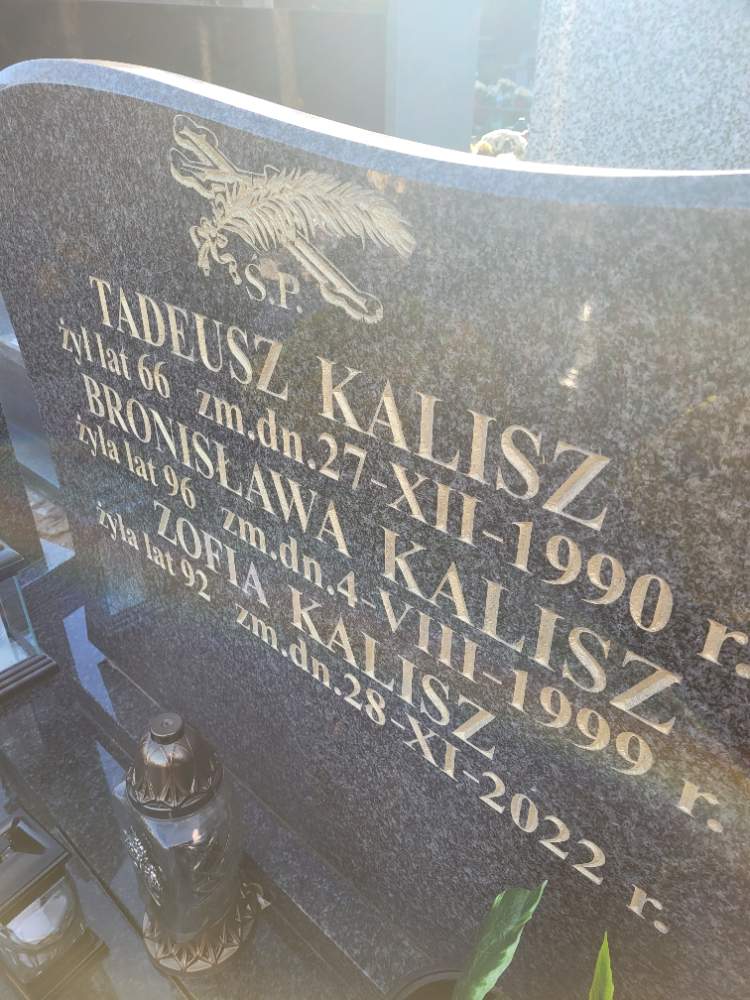 Ś.P.
TADEUSZ KALISZ
żył lat 66 zm.dn.27-XII-1990 r.
BRONISŁAWA KALISZ
żyła lat 96 zm.dn.4-VIII-1999 r.
ZOFIA KALISZ
żyła lat 92 zm.dn.28-XI-2022 r.